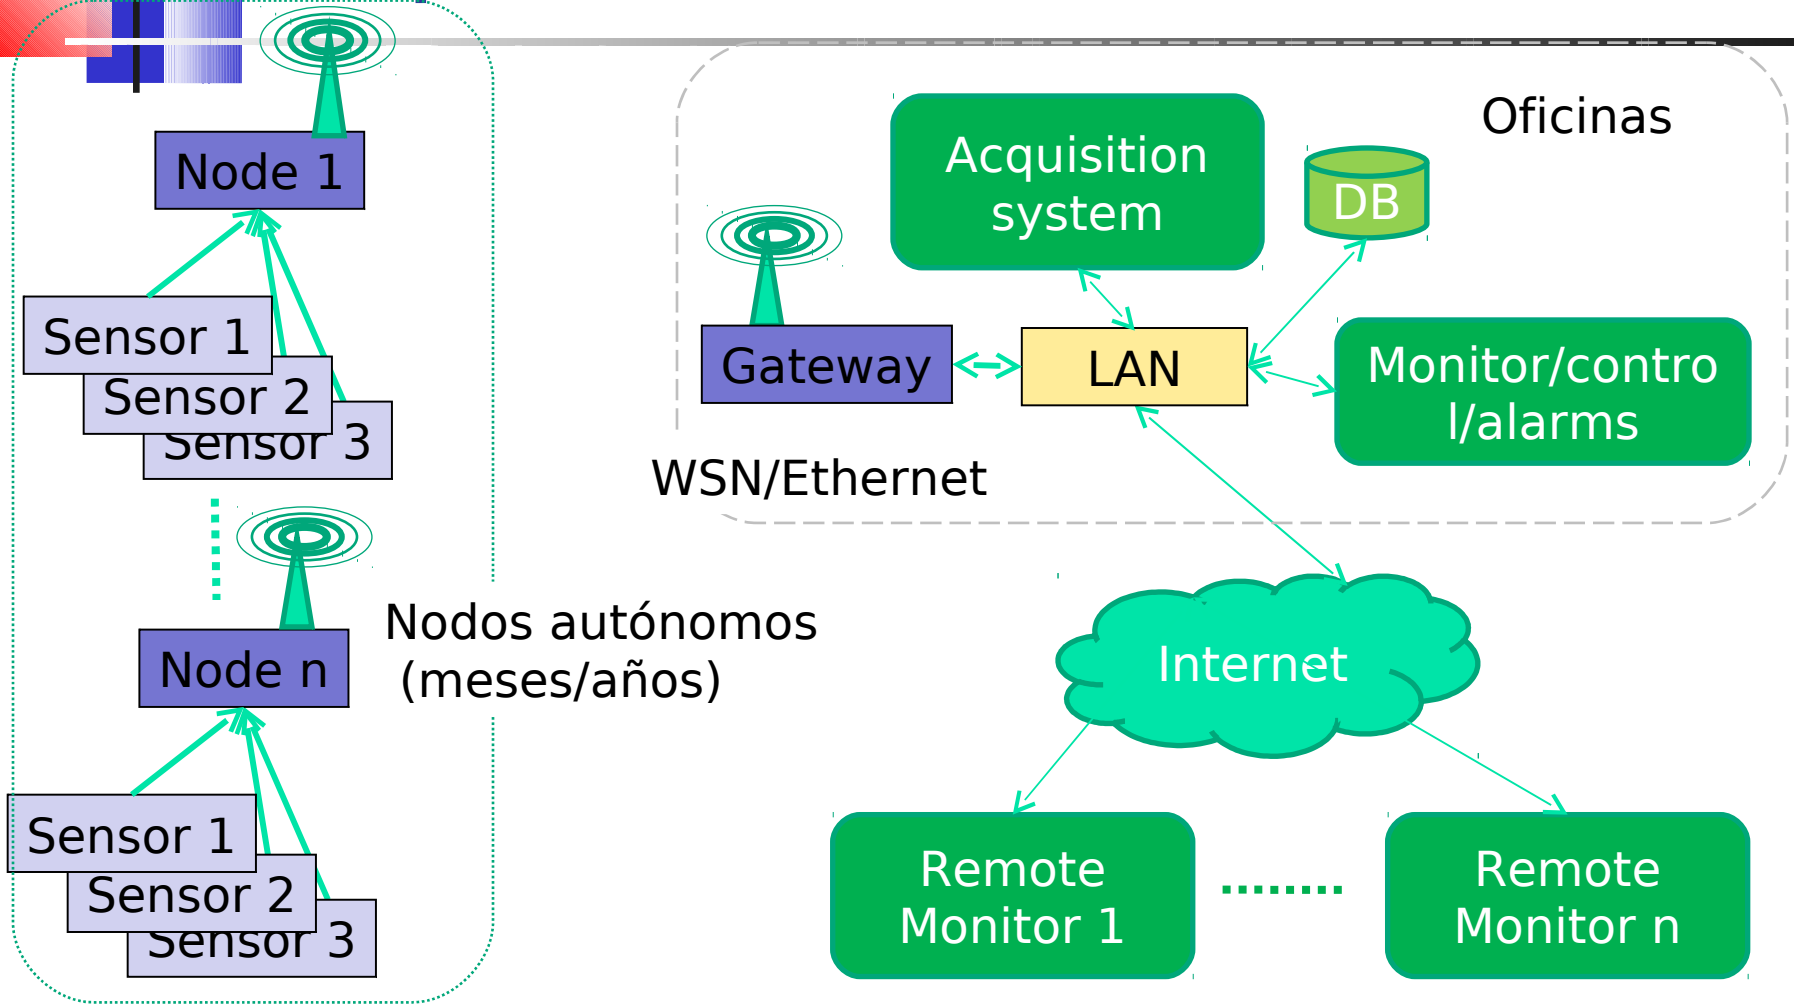 Node 1
Sensor 1
Sensor 2
Sensor 3
Node n
Sensor 1
Sensor 2
Sensor 3
Nodos autónomos
(meses/años)
Oficinas
Acquisition
system
DB
Gateway
LAN
Monitor/contro
l/alarms
WSN/Ethernet
Internet
Remote
Monitor 1
Remote
Monitor n